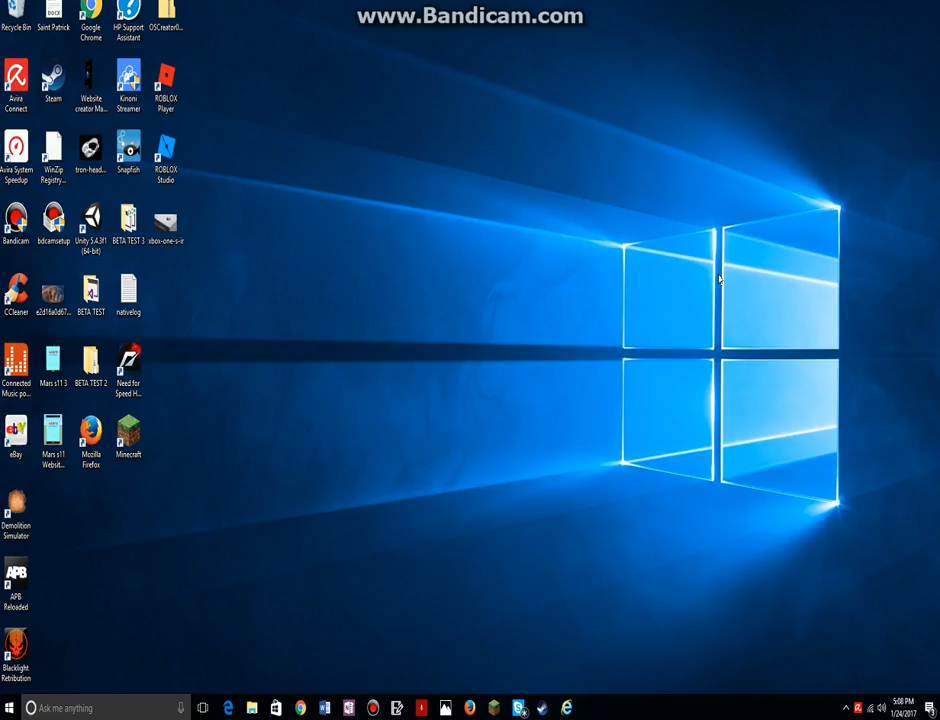 www.Bandicam.com
Recycle Bin
Saint Patrick
Google
Chrome
HP Support
Assistant
OSCreator0...
Avira
Connect
Steam
Website
creator Ma...
Kinoni
Streamer
ROBLOX
Player
Avira System
Speedup
WinZip
Registry...
tron-head...
Snapfish
ROBLOX
Studio
Bandicam
bdcamsetup
Unity 5.4.3f1
(64-bit)
BETA TEST 3
xbox-one-s-ir
CCleaner
e2d16a0d67...
BETA TEST
nativelog
Connected
Music po...
Mars s11 3
BETA TEST 2
Need for
Speed H...
eBay
Mars s11
Websit...
Mozilla
Firefox
Minecraft
Demolition
Simulator
APB
APB
Reloaded
Blacklight
Retribution
Ask me anything
5:08 PM
1/24/2017